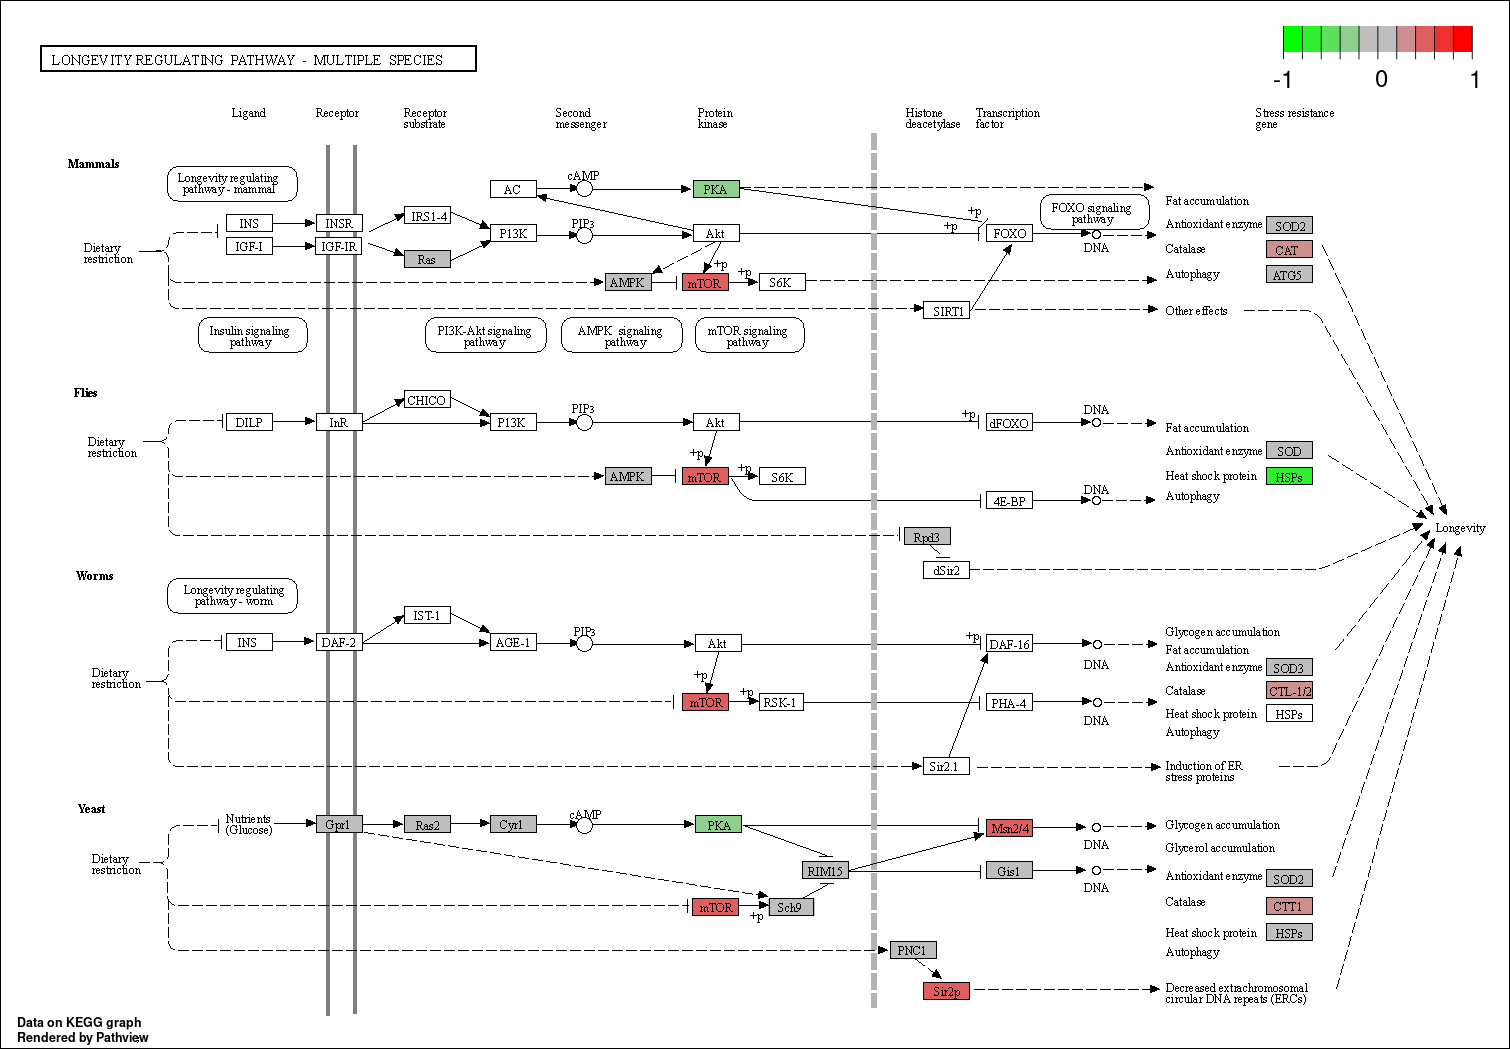 LONGEVITY REGULATING PATHWAY - MULTIPLE SPECIES
-1 0 1
Ligand
Receptor
Receptor
substrate
Second
messenger
Protein
kinase
Histone
deacetylase
Transcription
factor
Stress resistance
gene
Mammals
Longevity regulating
pathway - mammal
AC
cAMP
PKA
INS
INSR
IRS1-4
IGF-I
IGF-IR
Ras
P13K
PIP3
Akt
+p
+p
FOXO
FOXO signaling
pathway
DNA
Fat accumulation
Antioxidant enzyme SOD2
Catalase CAT
Autophagy ATG5
Other effects
Dietary
restriction
AMPK
+p
mTOR
+p
S6K
SIRT1
Insulin signaling
pathway
PI3K-Akt signaling
pathway
AMPK signaling
pathway
mTOR signaling
pathway
Flies
DILP
InR
CHICO
P13K
PIP3
Akt
+p
dFOXO
DNA
Fat accumulation
Antioxidant enzyme SOD
Heat shock protein HSPs
Autophagy
Dietary
restriction
AMPK
+p
mTOR
+p
S6K
4E-BP
DNA
Rpd3
dSir2
Longevity
Worms
Longevity regulating
pathway - worm
INS
DAF-2
IST-1
AGE-1
PIP3
Akt
+p
DAF-16
DNA
Glycogen accumulation
Fat accumulation
Antioxidant enzyme SOD3
Catalase CTL-1/2
Heat shock protein HSPs
Autophagy
Dietary
restriction
+p
mTOR
+p
RSK-1
PHA-4
DNA
Sir2.1
Induction of ER
stress proteins
Yeast
Nutrients
(Glucose)
Gpr1
Ras2
Cyr1
cAMP
PKA
Msn2/4
DNA
Glycogen accumulation
Glycerol accumulation
Dietary
restriction
RIM15
Gis1
DNA
Antioxidant enzyme SOD2
Catalase CTT1
Heat shock protein HSPs
Autophagy
mTOR
+p
Sch9
PNC1
Sir2p
Decreased extrachromosomal
circular DNA repeats (ERCs)
Data on KEGG graph
Rendered by Pathview